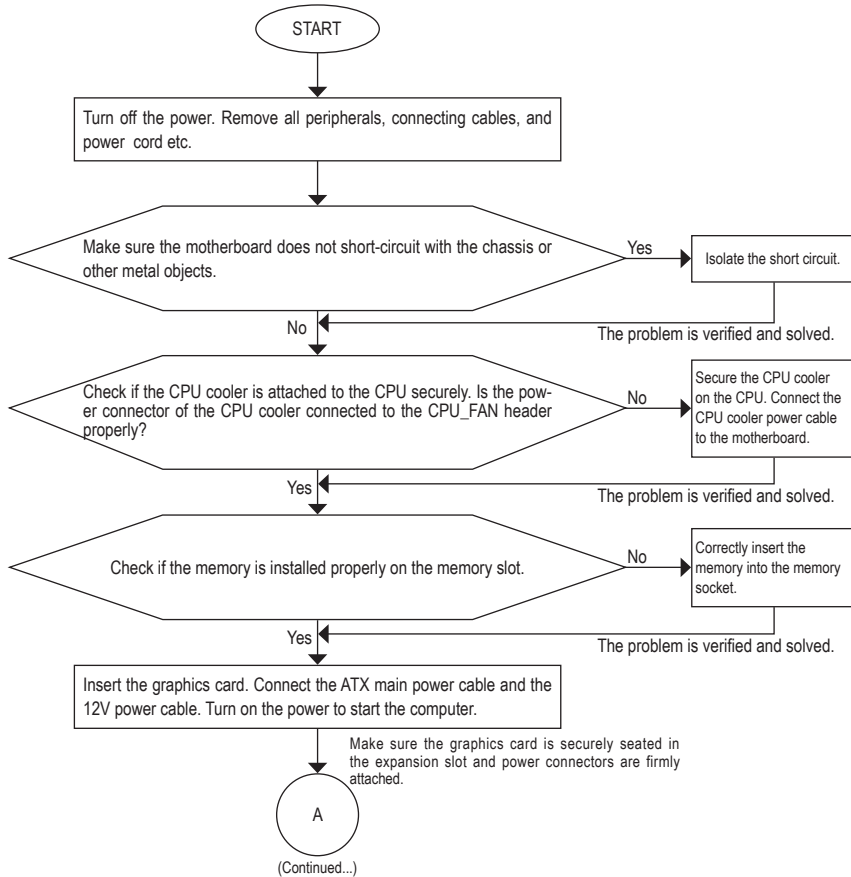 START
Turn off the power. Remove all peripherals, connecting cables, and
power cord etc.
Make sure the motherboard does not short-circuit with the chassis or
other metal objects.
Yes
Isolate the short circuit.
No
The problem is verified and solved.
Check if the CPU cooler is attached to the CPU securely. Is the pow-
er connector of the CPU cooler connected to the CPU_FAN header
properly?
No
Secure the CPU cooler
on the CPU. Connect the
CPU cooler power cable
to the motherboard.
Yes
The problem is verified and solved.
Check if the memory is installed properly on the memory slot.
No
Correctly insert the
memory into the memory
socket.
Yes
The problem is verified and solved.
Insert the graphics card. Connect the ATX main power cable and the
12V power cable. Turn on the power to start the computer.
Make sure the graphics card is securely seated in
the expansion slot and power connectors are firmly
attached.
A
(Continued...)